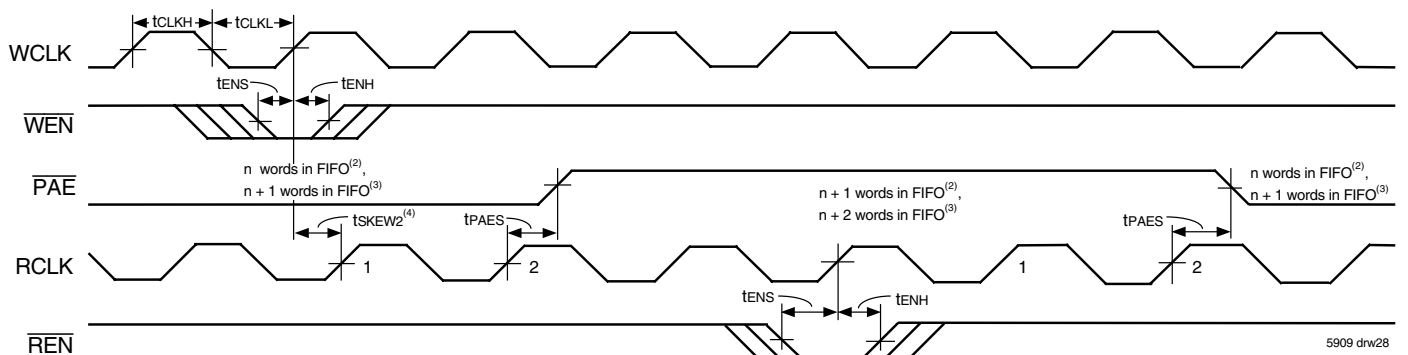 tCLKH tCLKL
WCLK
tENS tENH
WEN
n words in FIFO(2),
n + 1 words in FIFO(3)
PAE
n + 1 words in FIFO(2),
n + 2 words in FIFO(3)
n words in FIFO(2),
n + 1 words in FIFO(3)
tSKEW2(4) tPAES tPAES
RCLK 1 2 1 2
tENS tENH
REN
5909 drw28